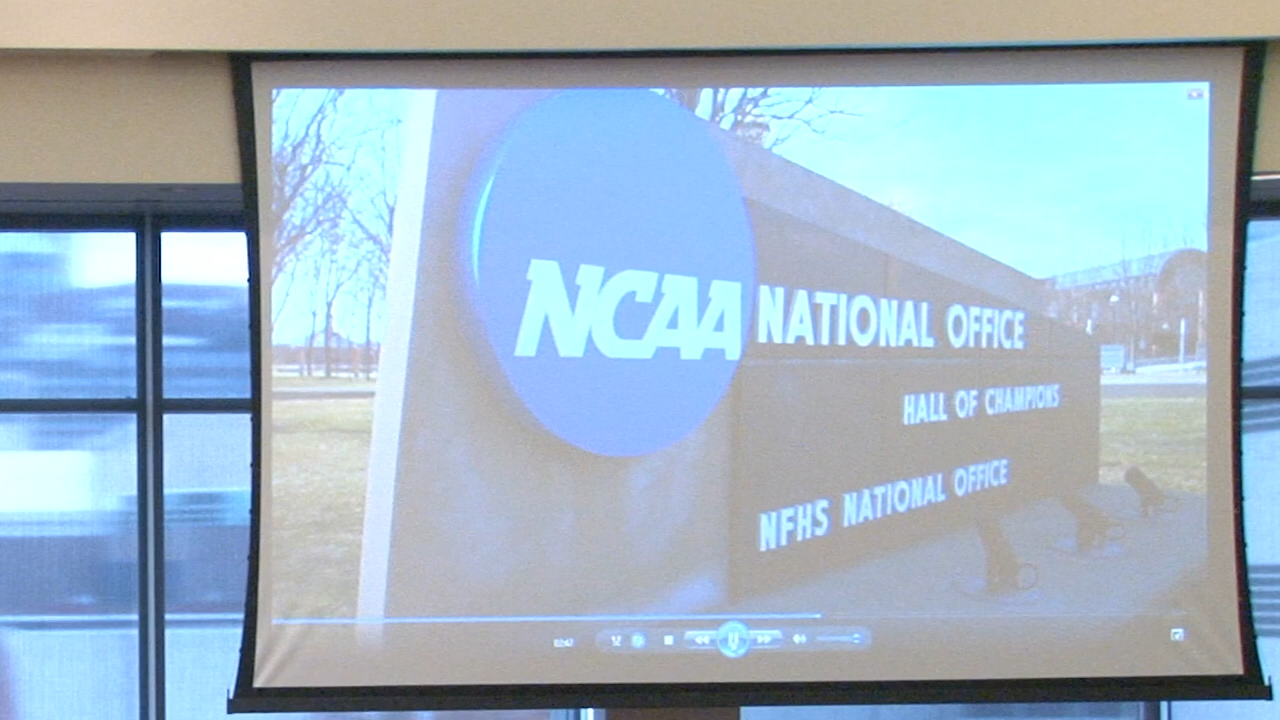 NCAA NATIONAL OFFICE
HALL OF CHAMPIONS
NFHS NATIONAL OFFICE